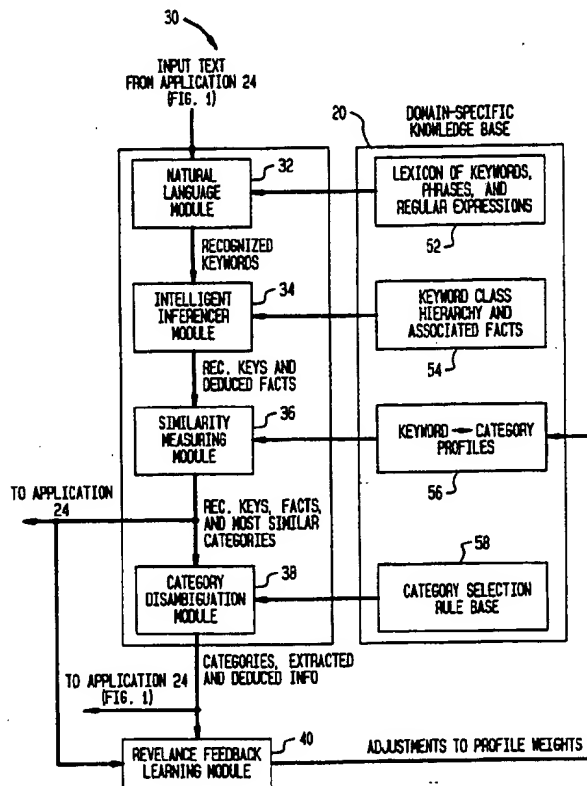 30
INPUT TEXT
FROM APPLICATION 24
(FIG. 1)
20
DOMAIN-SPECIFIC
KNOWLEDGE BASE
NATURAL
LANGUAGE
MODULE
32
LEXICON OF KEYWORDS,
PHRASES, AND
REGULAR EXPRESSIONS
52
RECOGNIZED
KEYWORDS
INTELLIGENT
INFERENCER
MODULE
34
KEYWORD CLASS
HIERARCHY AND
ASSOCIATED FACTS
54
REC. KEYS AND
DEDUCED FACTS
SIMILARITY
MEASURING
MODULE
36
KEYWORD CATEGORY
PROFILES
56
TO APPLICATION
24
REC. KEYS, FACTS,
AND MOST SIMILAR
CATEGORIES
58
CATEGORY
DISAMBIGUATION
MODULE
38
CATEGORY SELECTION
RULE BASE
CATEGORIES, EXTRACTED
AND DEDUCED INFO
TO APPLICATION 24
(FIG. 1)
REVELANCE FEEDBACK
LEARNING MODULE
40
ADJUSTMENTS TO PROFILE WEIGHTS